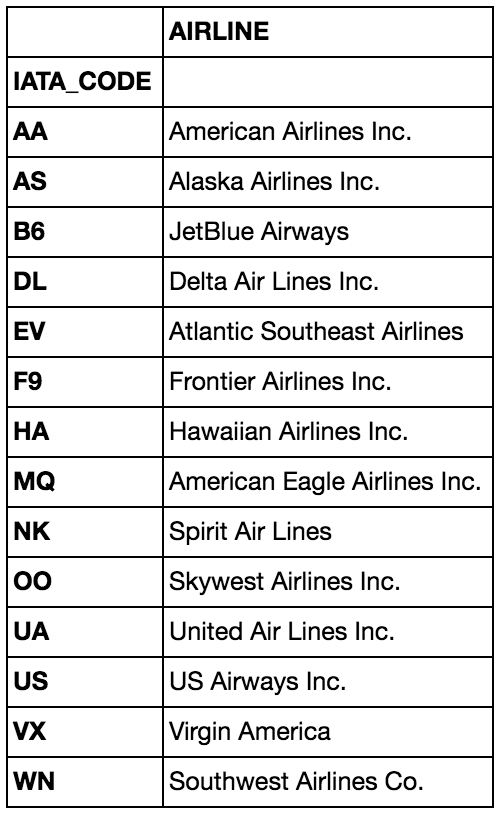 AIRLINE
IATA_CODE
AA American Airlines Inc.
AS Alaska Airlines Inc.
B6 JetBlue Airways
DL Delta Air Lines Inc.
EV Atlantic Southeast Airlines
F9 Frontier Airlines Inc.
HA Hawaiian Airlines Inc.
MQ American Eagle Airlines Inc.
NK Spirit Air Lines
OO Skywest Airlines Inc.
UA United Air Lines Inc.
US US Airways Inc.
VX Virgin America
WN Southwest Airlines Co.